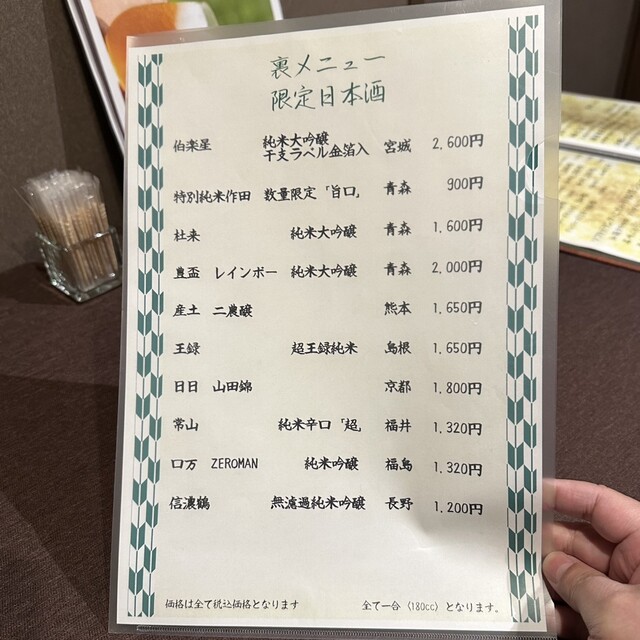 裏メニュー
限定日本酒
伯楽星 純米大吟醸 干支ラベル金箔入 宮城 2,600円
特別純米作田 数量限定「旨口」 青森 900円
杜來 純米大吟醸 青森 1,600円
豊盃 レインボー 純米大吟醸 青森 2,000円
産土 二農醸 熊本 1,650円
王録 超王録純米 島根 1,650円
日日 山田錦 京都 1,800円
常山 純米辛口「超」 福井 1,320円
口万 ZEROMAN 純米吟醸 福島 1,320円
信濃鶴 無濾過純米吟醸 長野 1,200円
価格は全て税込価格となります 全て一合(180cc)となります。